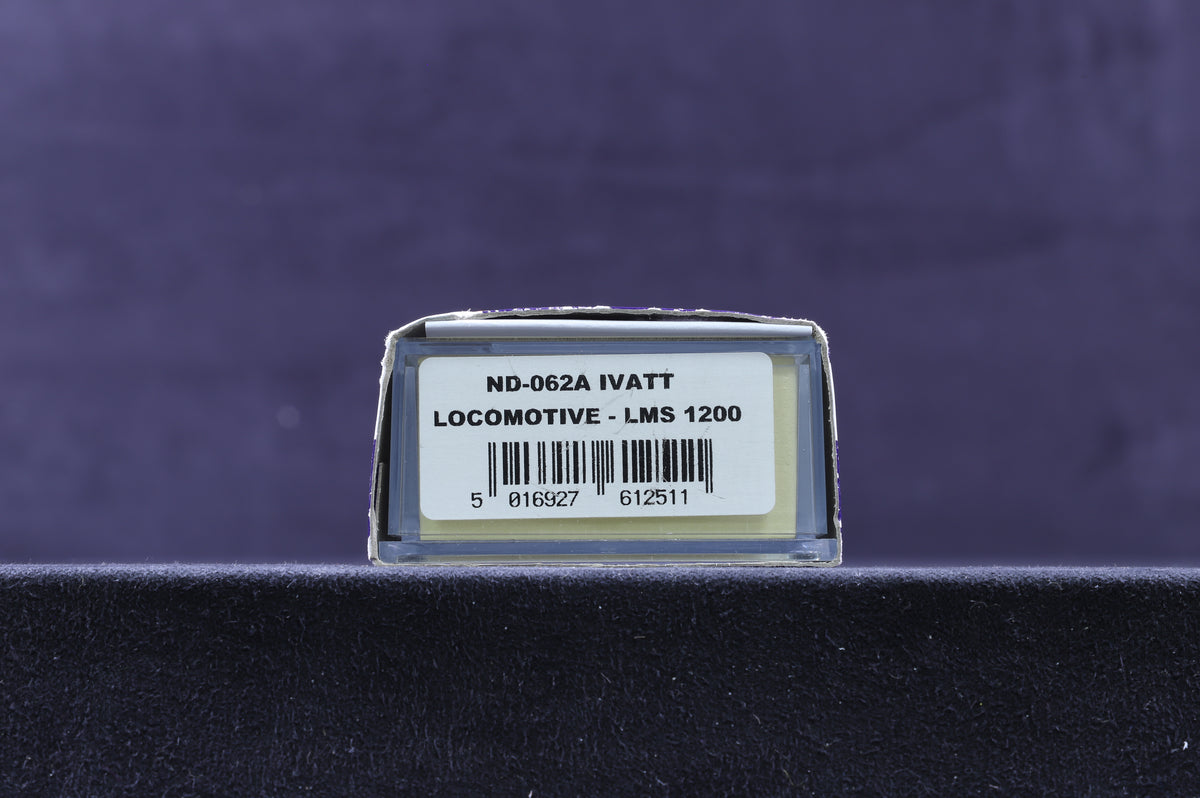 ND-062A IVATT
LOCOMOTIVE - LMS 1200
5 016927 612511